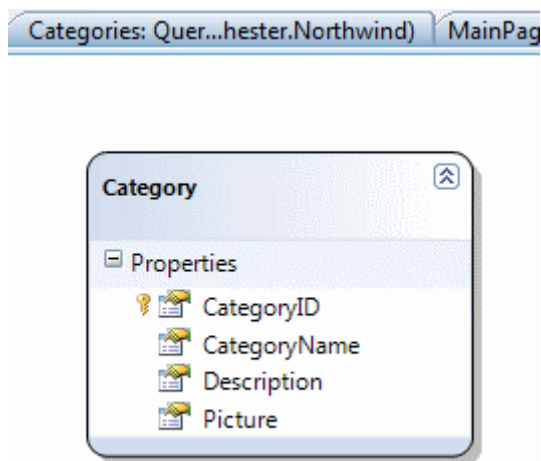 Categories: Quer...hester.Northwind) MainPag
Category
Properties
CategoryID
CategoryName
Description
Picture